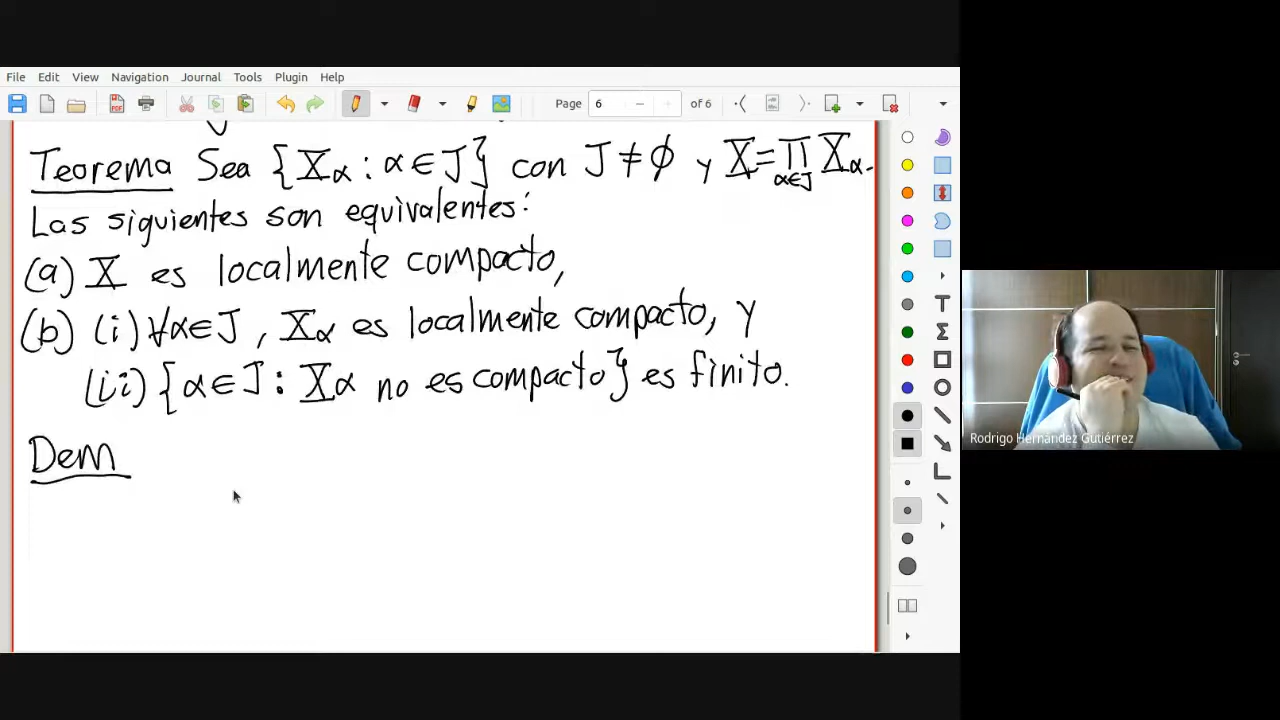 File Edit View Navigation Journal Tools Plugin Help
Page 6 of 6
Teorema Sea {Xα : α ∈ J} con J ≠ ∅ y X = ∏ Xα.
α∈J
Las siguientes son equivalentes:
(a) X es localmente compacto,
(b) (i) ∀α∈J, Xα es localmente compacto, y
(ii) {α ∈ J : Xα no es compacto} es finito.
Dem
Rodrigo Hernández Gutiérrez